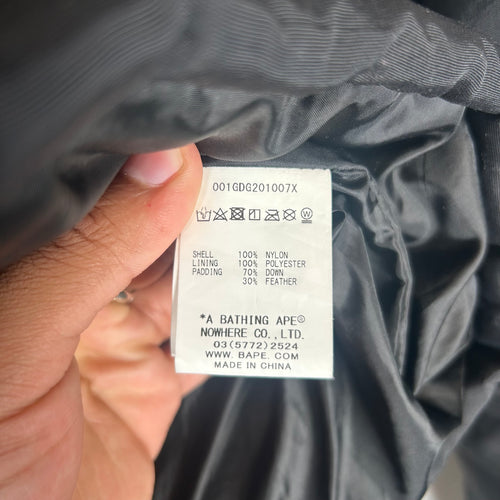 001GDG201007X
SHELL 100% NYLON
LINING 100% POLYESTER
PADDING 70% DOWN
30% FEATHER
*A BATHING APE®
NOWHERE CO.,LTD.
03(5772)2524
WWW. BAPE. COM
MADE IN CHINA